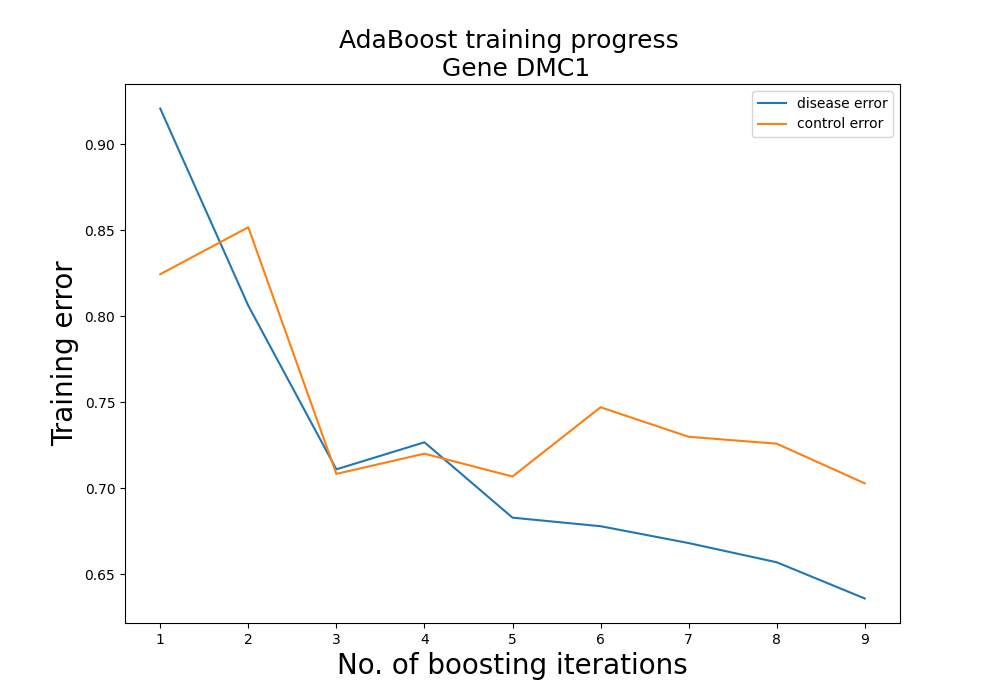 AdaBoost training progress
Gene DMC1
disease error
control error
Training error
0.90
0.85
0.80
0.75
0.70
0.65
1 2 3 4 5 6 7 8 9
No. of boosting iterations